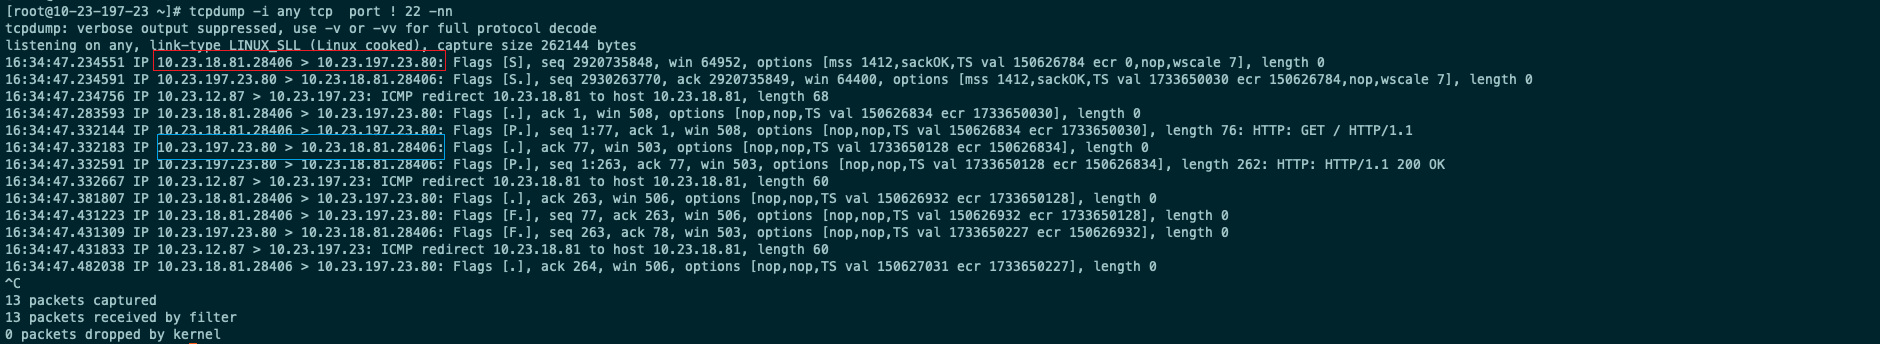 [root@10-23-197-23 ~]# tcpdump -i any tcp  port ! 22 -nn
tcpdump: verbose output suppressed, use -v or -vv for full protocol decode
listening on any, link-type LINUX_SLL (Linux cooked), capture size 262144 bytes
16:34:47.234551 IP 10.23.18.81.28406 > 10.23.197.23.80: Flags [S], seq 2920735848, win 64952, options [mss 1412,sackOK,TS val 150626784 ecr 0,nop,wscale 7], length 0
16:34:47.234591 IP 10.23.197.23.80 > 10.23.18.81.28406: Flags [S.], seq 2930263770, ack 2920735849, win 64400, options [mss 1412,sackOK,TS val 1733650030 ecr 150626784,nop,wscale 7], length 0
16:34:47.234756 IP 10.23.12.87 > 10.23.197.23: ICMP redirect 10.23.18.81 to host 10.23.18.81, length 68
16:34:47.283593 IP 10.23.18.81.28406 > 10.23.197.23.80: Flags [.], ack 1, win 508, options [nop,nop,TS val 150626834 ecr 1733650030], length 0
16:34:47.332144 IP 10.23.18.81.28406 > 10.23.197.23.80: Flags [P.], seq 1:77, ack 1, win 508, options [nop,nop,TS val 150626834 ecr 1733650030], length 76: HTTP: GET / HTTP/1.1
16:34:47.332183 IP 10.23.197.23.80 > 10.23.18.81.28406: Flags [.], ack 77, win 503, options [nop,nop,TS val 1733650128 ecr 150626834], length 0
16:34:47.332591 IP 10.23.197.23.80 > 10.23.18.81.28406: Flags [P.], seq 1:263, ack 77, win 503, options [nop,nop,TS val 1733650128 ecr 150626834], length 262: HTTP: HTTP/1.1 200 OK
16:34:47.332667 IP 10.23.12.87 > 10.23.197.23: ICMP redirect 10.23.18.81 to host 10.23.18.81, length 60
16:34:47.381807 IP 10.23.18.81.28406 > 10.23.197.23.80: Flags [.], ack 263, win 506, options [nop,nop,TS val 150626932 ecr 1733650128], length 0
16:34:47.431223 IP 10.23.18.81.28406 > 10.23.197.23.80: Flags [F.], seq 77, ack 263, win 506, options [nop,nop,TS val 150626932 ecr 1733650128], length 0
16:34:47.431309 IP 10.23.197.23.80 > 10.23.18.81.28406: Flags [F.], seq 263, ack 78, win 503, options [nop,nop,TS val 1733650227 ecr 150626932], length 0
16:34:47.431833 IP 10.23.12.87 > 10.23.197.23: ICMP redirect 10.23.18.81 to host 10.23.18.81, length 60
16:34:47.482038 IP 10.23.18.81.28406 > 10.23.197.23.80: Flags [.], ack 264, win 506, options [nop,nop,TS val 150627031 ecr 1733650227], length 0
^C
13 packets captured
13 packets received by filter
0 packets dropped by kernel